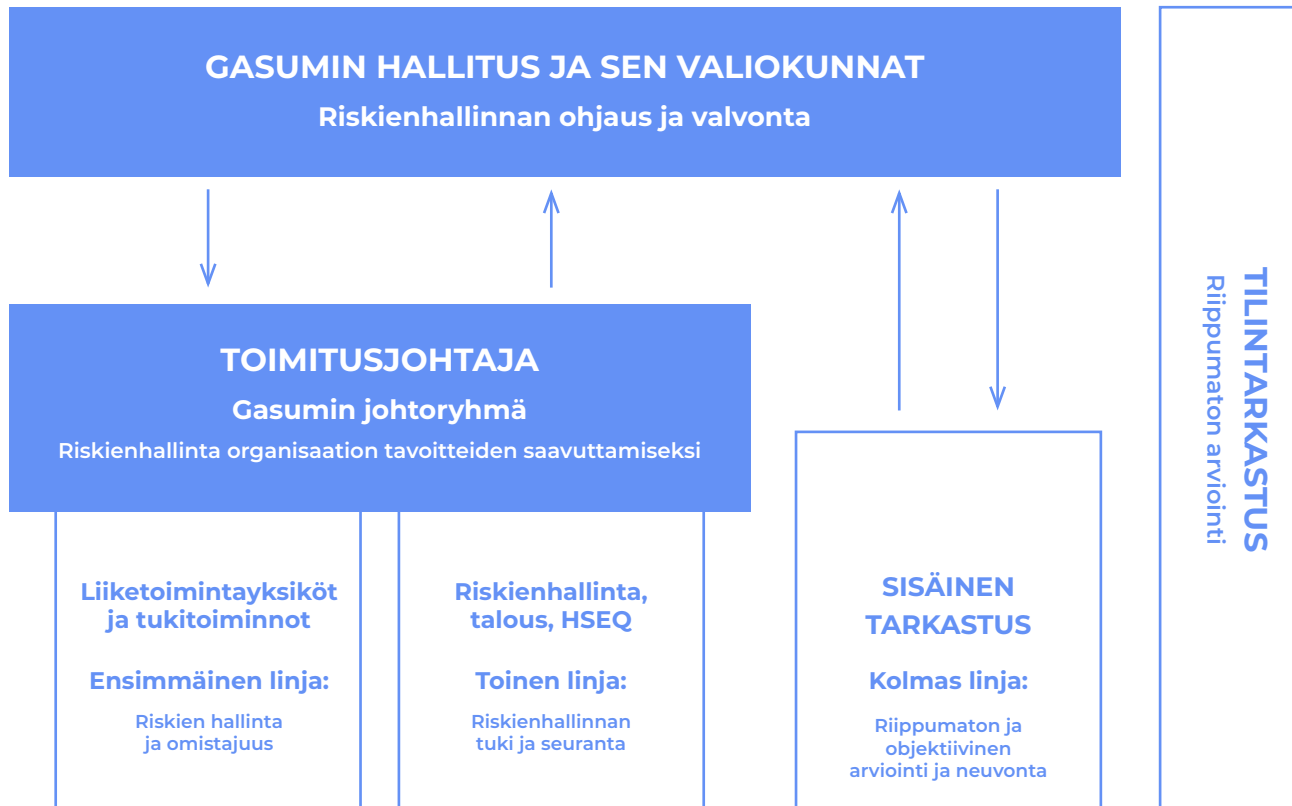 GASUMIN HALLITUS JA SEN VALIOKUNNAT
Riskienhallinnan ohjaus ja valvonta
TOIMITUSJOHTAJA
Gasumin johtoryhmä
Riskienhallinta organisaation tavoitteiden saavuttamiseksi
Liiketoimintayksiköt
ja tukitoiminnot
Ensimmäinen linja:
Riskien hallinta
ja omistajuus
Riskienhallinta,
talous, HSEQ
Toinen linja:
Riskienhallinnan
tuki ja seuranta
SISÄINEN
TARKASTUS
Kolmas linja:
Riippumaton ja
objektiivinen
arviointi ja neuvonta
TILINTARKASTUS
Riippumaton arviointi